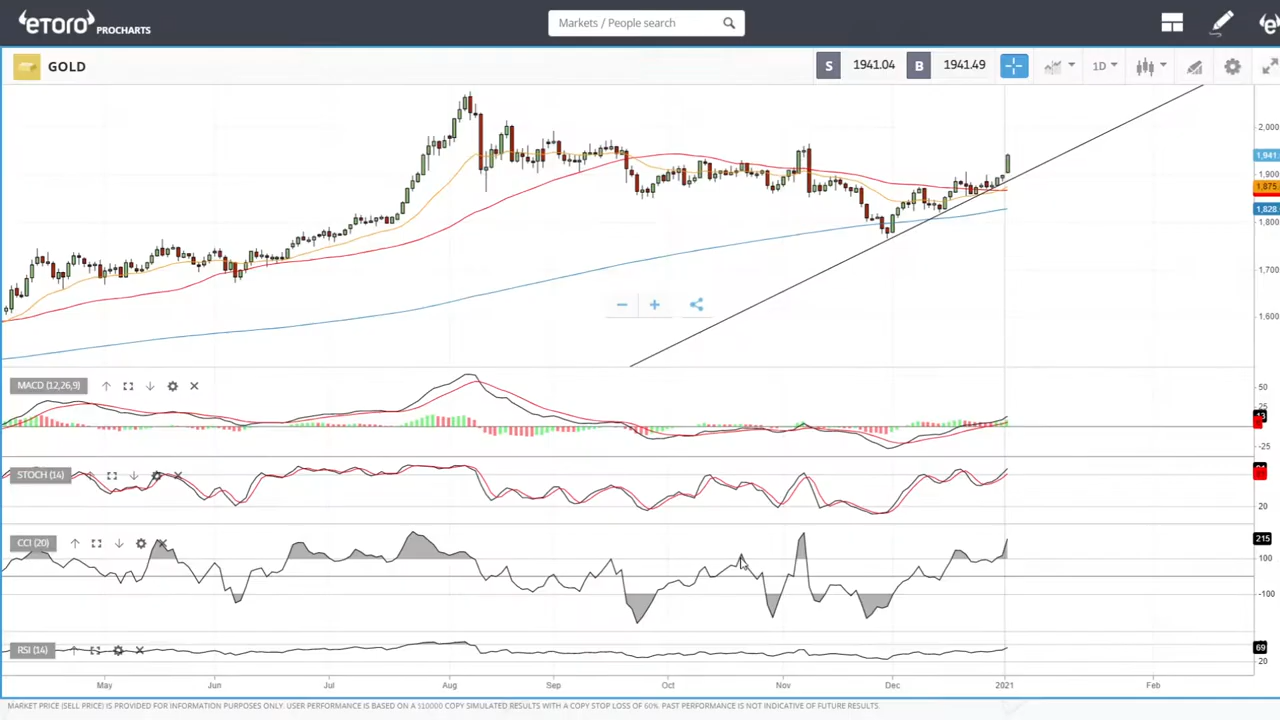 eToro PROCHARTS
Markets / People search
GOLD
S 1941.04 B 1941.49
1D
2,000
1,941.
1,900
1,875.
1,828.
1,800
1,700
1,600
MACD (12,26,9)
50
25
13
-25
STOCH (14)
20
CCI (20)
215
100
-100
RSI (14)
69
20
May Jun Jul Aug Sep Oct Nov Dec 2021 Feb
MARKET PRICE (SELL PRICE) IS PROVIDED FOR INFORMATION PURPOSES ONLY. USER PERFORMANCE IS BASED ON A $10000 COPY SIMULATED RESULTS WITH A COPY STOP LOSS OF 60%. PAST PERFORMANCE IS NOT INDICATIVE OF FUTURE RESULTS.